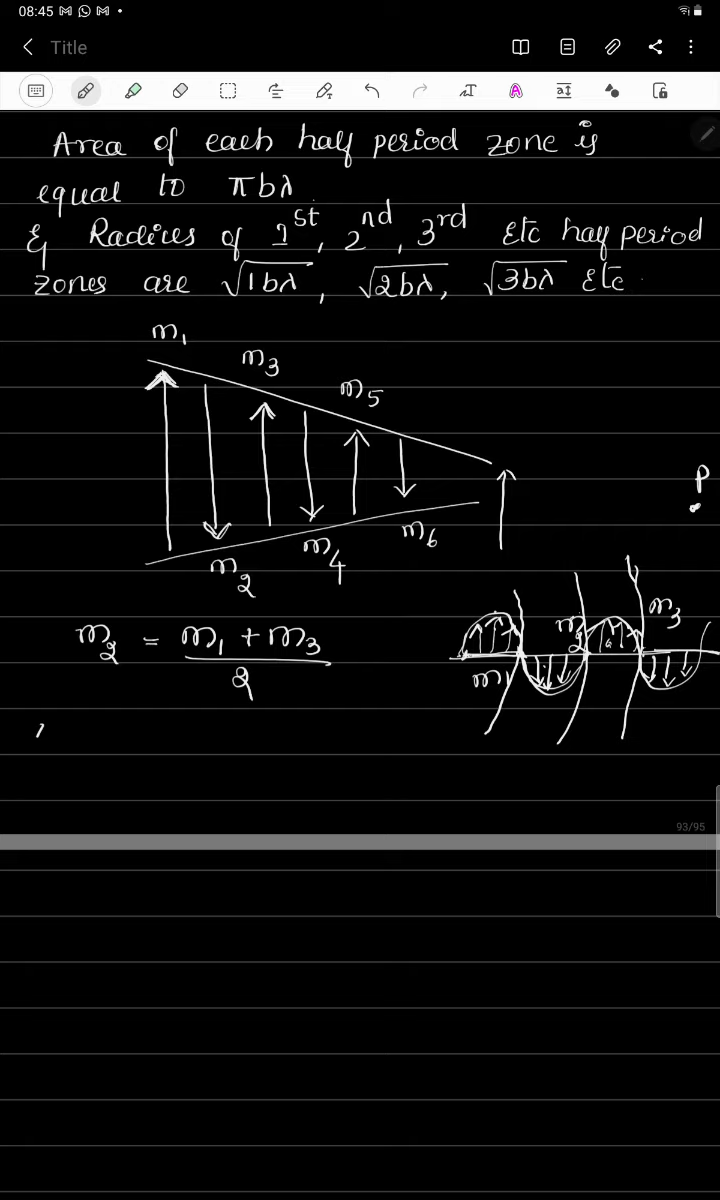 08:45
Title
Area of each half period zone is
equal to πbλ.
& Radius of 1st, 2nd, 3rd Etc half period
zones are √1bλ, √2bλ, √3bλ Etc.
m₁
m₃
m₅
P
m₂
m₄
m₆
m₂ = m₁ + m₃ / 2
m₁
m₂
m₃
93/95